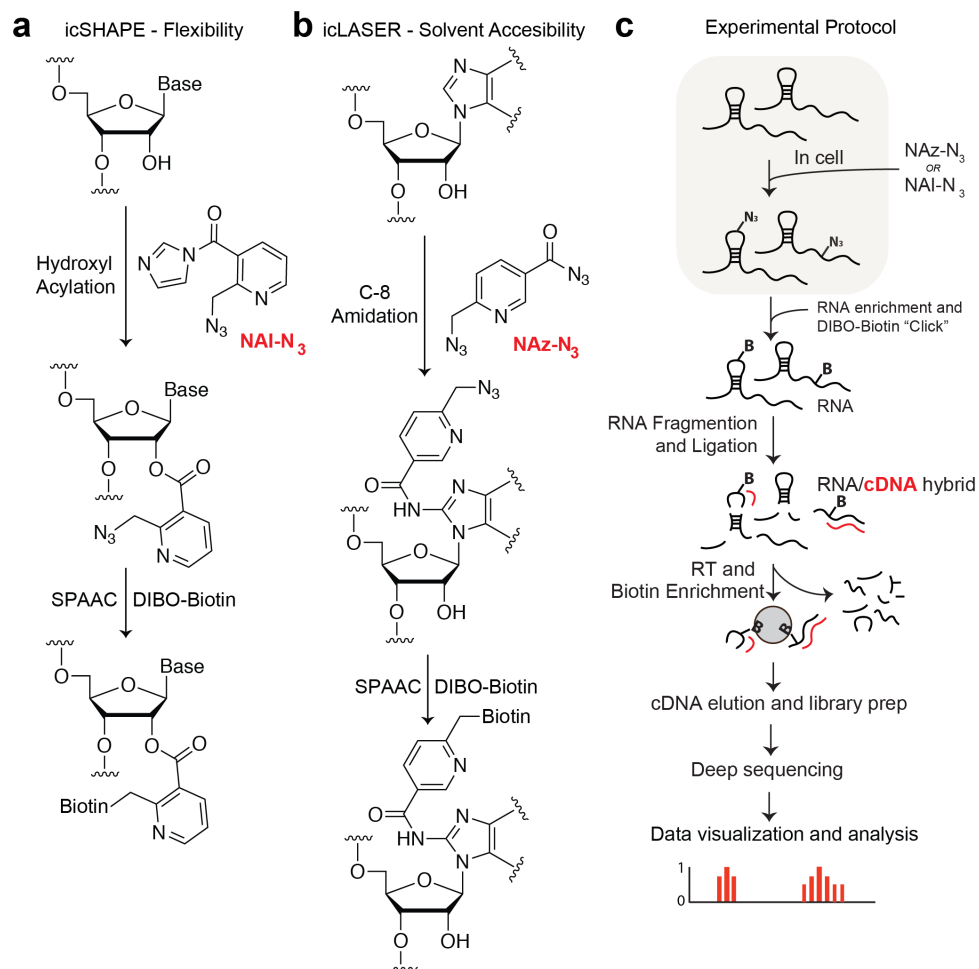 a icSHAPE - Flexibility
O
O
Base
O
OH
Hydroxyl
Acylation
O
N
N
N
N3
NAI-N3
O
O
Base
O
O
O
N3
N
SPAAC DIBO-Biotin
O
O
Base
O
O
O
Biotin
N
b icLASER - Solvent Accesibility
N
N
O
O
O
OH
C-8
Amidation
O
N3
N
N3
NAz-N3
N3
N
O
HN
N
N
O
O
O
OH
SPAAC DIBO-Biotin
Biotin
N
O
HN
N
N
O
O
O
OH
c Experimental Protocol
In cell
NAz-N3
OR
NAI-N3
N3
N3
RNA enrichment and
DIBO-Biotin “Click”
B
B
RNA
RNA Fragmention
and Ligation
B
RNA/cDNA hybrid
B
RT and
Biotin Enrichment
B
B
cDNA elution and library prep
Deep sequencing
Data visualization and analysis
1
0